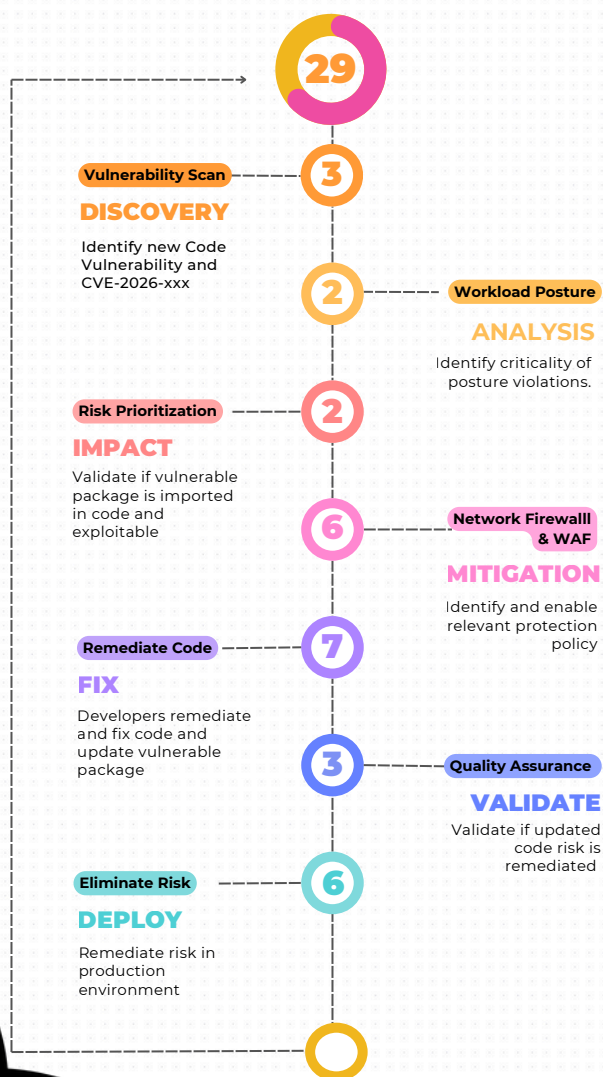 29
Vulnerability Scan
3
DISCOVERY
Identify new Code
Vulnerability and
CVE-2026-xxx
2
Workload Posture
ANALYSIS
Identify criticality of
posture violations.
Risk Prioritization
2
IMPACT
Validate if vulnerable
package is imported
in code and
exploitable
6
Network Firewalll
& WAF
MITIGATION
Identify and enable
relevant protection
policy
Remediate Code
7
FIX
Developers remediate
and fix code and
update vulnerable
package
3
Quality Assurance
VALIDATE
Validate if updated
code risk is
remediated
Eliminate Risk
6
DEPLOY
Remediate risk in
production
environment